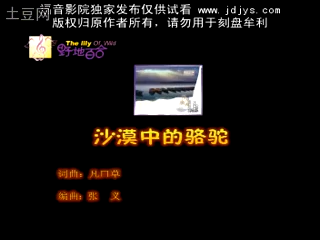 土豆网
福音影院独家发布仅供试看 www.jdjys.com
版权归原作者所有，请勿用于刻盘牟利
The lily Of Wild
野地百合
沙漠中的骆驼
词曲：凡口草
编曲：张 义